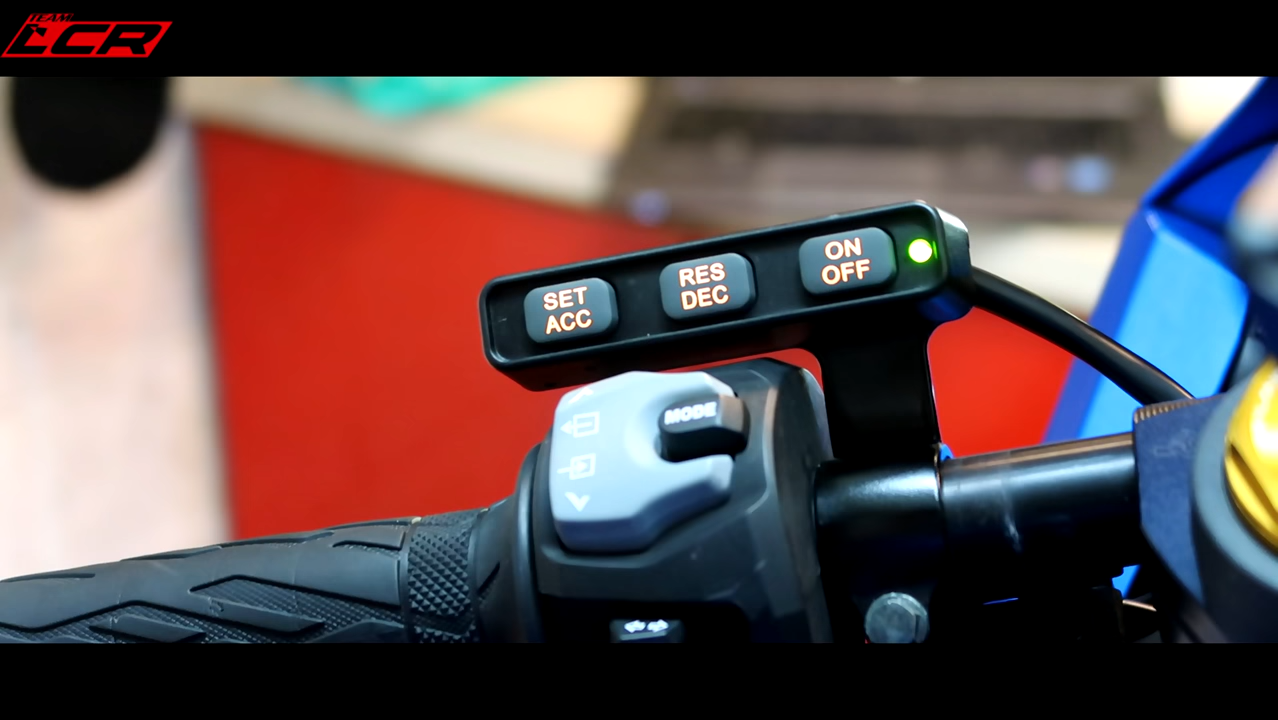 TEAM
LCR
SET
ACC
RES
DEC
ON
OFF
MODE